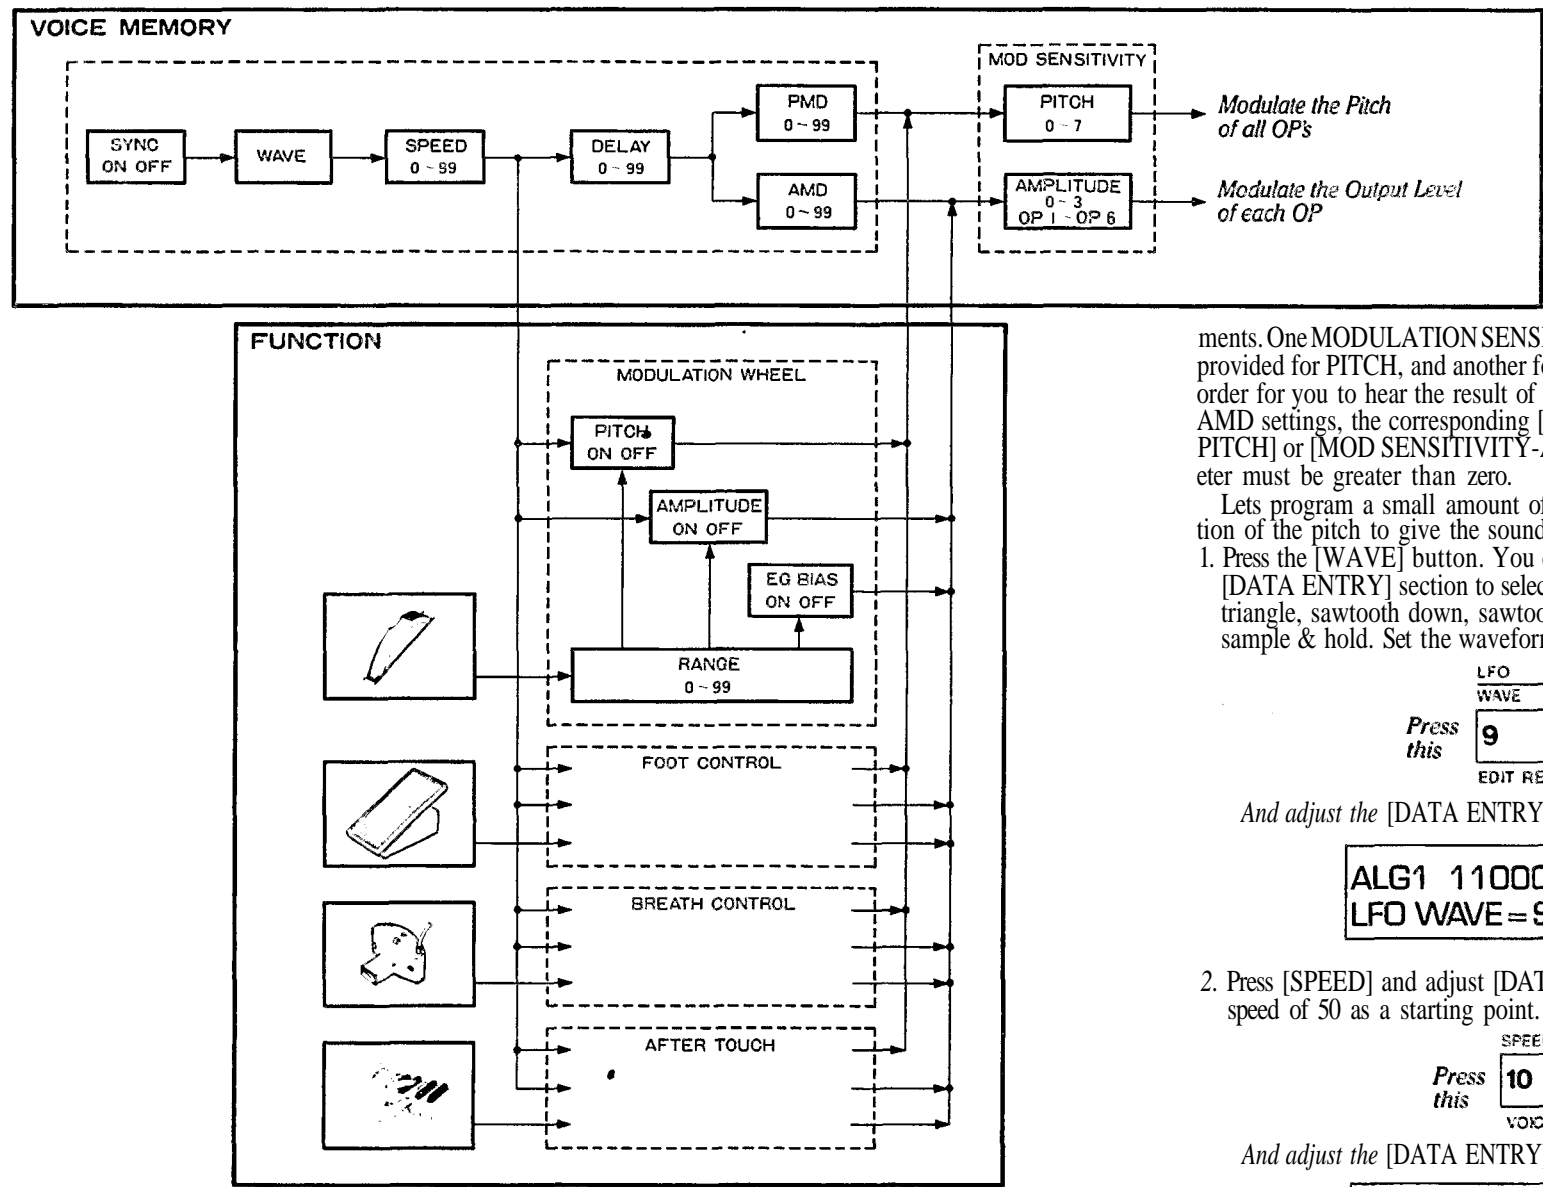 VOICE MEMORY
MOD SENSITIVITY
SYNC
ON OFF
WAVE
SPEED
0 ~ 99
DELAY
0 ~ 99
PMD
0 ~ 99
AMD
0 ~ 99
PITCH
0 ~ 7
AMPLITUDE
0 ~ 3
OP 1 ~ OP 6
Modulate the Pitch
of all OP's
Modulate the Output Level
of each OP
FUNCTION
MODULATION WHEEL
PITCH
ON OFF
AMPLITUDE
ON OFF
EG BIAS
ON OFF
RANGE
0 ~ 99
FOOT CONTROL
BREATH CONTROL
AFTER TOUCH
ments. One MODULATION
provided for PITCH, and another
order for you to hear the result of
AMD settings, the corresponding [
PITCH] or [MOD SENSITIVITY-
eter must be greater than zero.
Lets program a small amount of
tion of the pitch to give the sound
1. Press the [WAVE] button. You
[DATA ENTRY] section to
triangle, sawtooth down,
sample & hold. Set the
LFO
WAVE
Press
this
9
EDIT
And adjust the [DATA ENTRY
ALG1 11000
LFO WAVE=S
2. Press [SPEED] and adjust
speed of 50 as a starting point.
Press
this
10
And adjust the [DATA ENTRY]